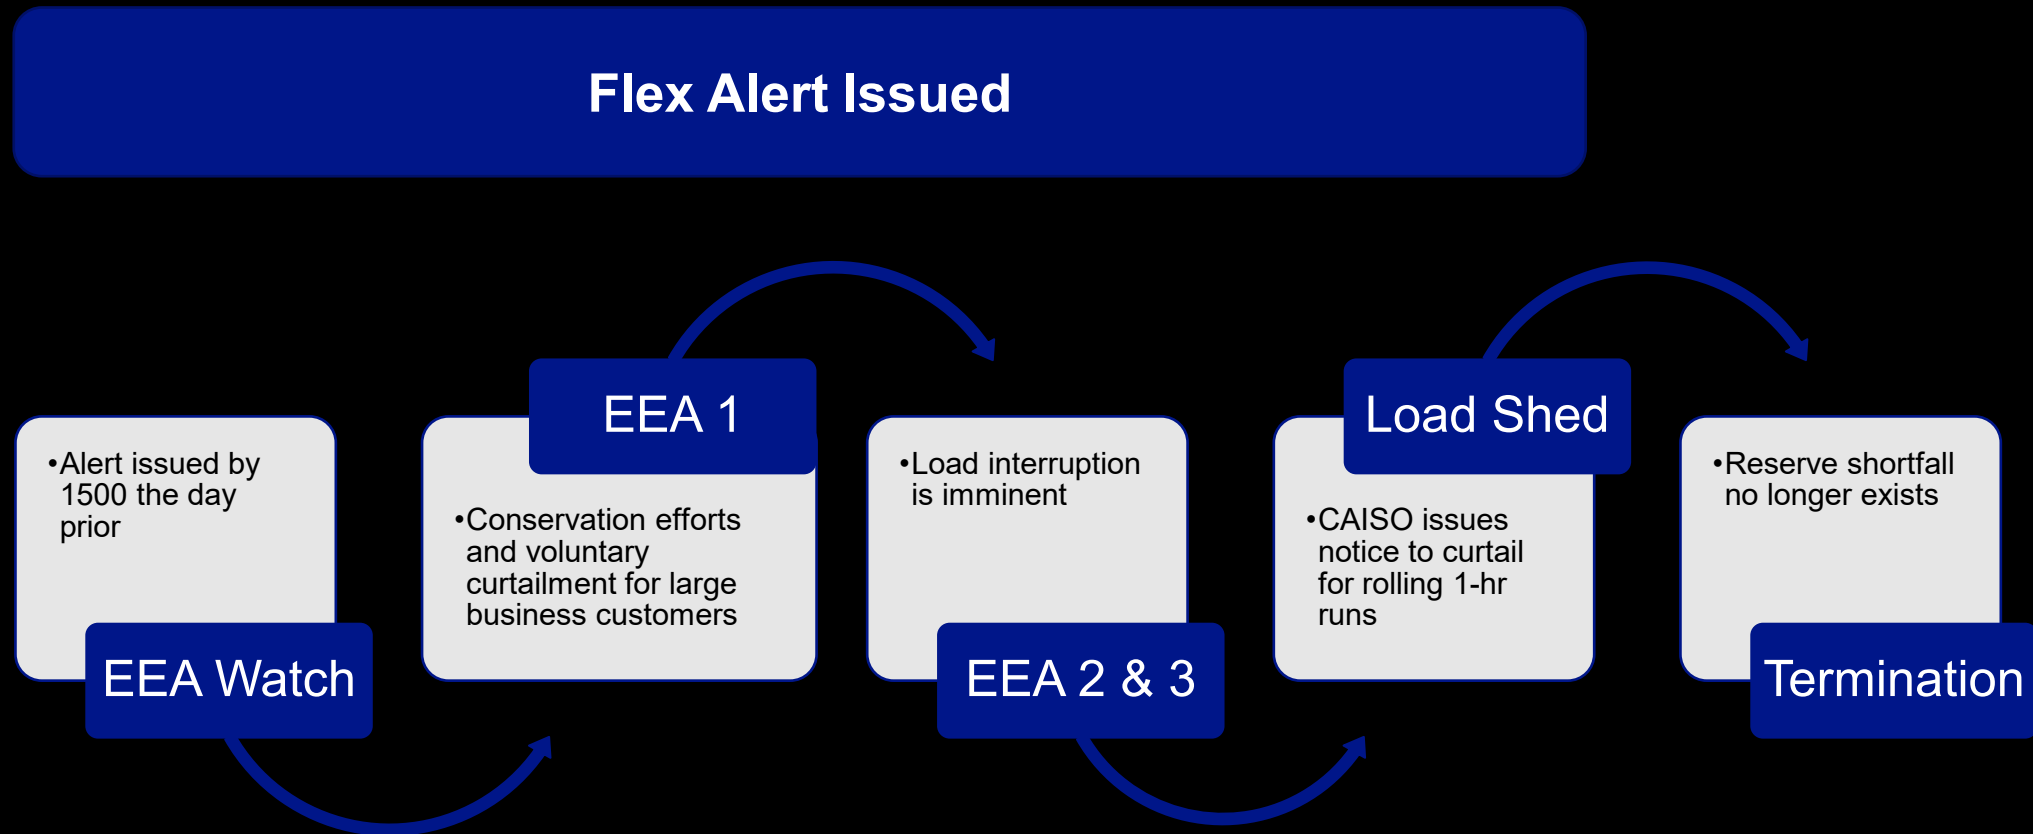 Flex Alert Issued
•Alert issued by
1500 the day
prior
EEA Watch
EEA 1
•Conservation efforts
and voluntary
curtailment for large
business customers
•Load interruption
is imminent
EEA 2 & 3
Load Shed
•CAISO issues
notice to curtail
for rolling 1-hr
runs
•Reserve shortfall
no longer exists
Termination